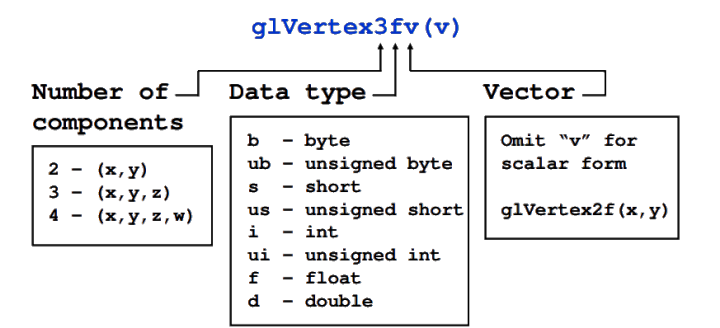 glVertex3fv(v)
Number of
components
2 – (x,y)
3 – (x,y,z)
4 – (x,y,z,w)
Data type
b – byte
ub – unsigned byte
s – short
us – unsigned short
i – int
ui – unsigned int
f – float
d – double
Vector
Omit “v” for
scalar form
glVertex2f(x,y)